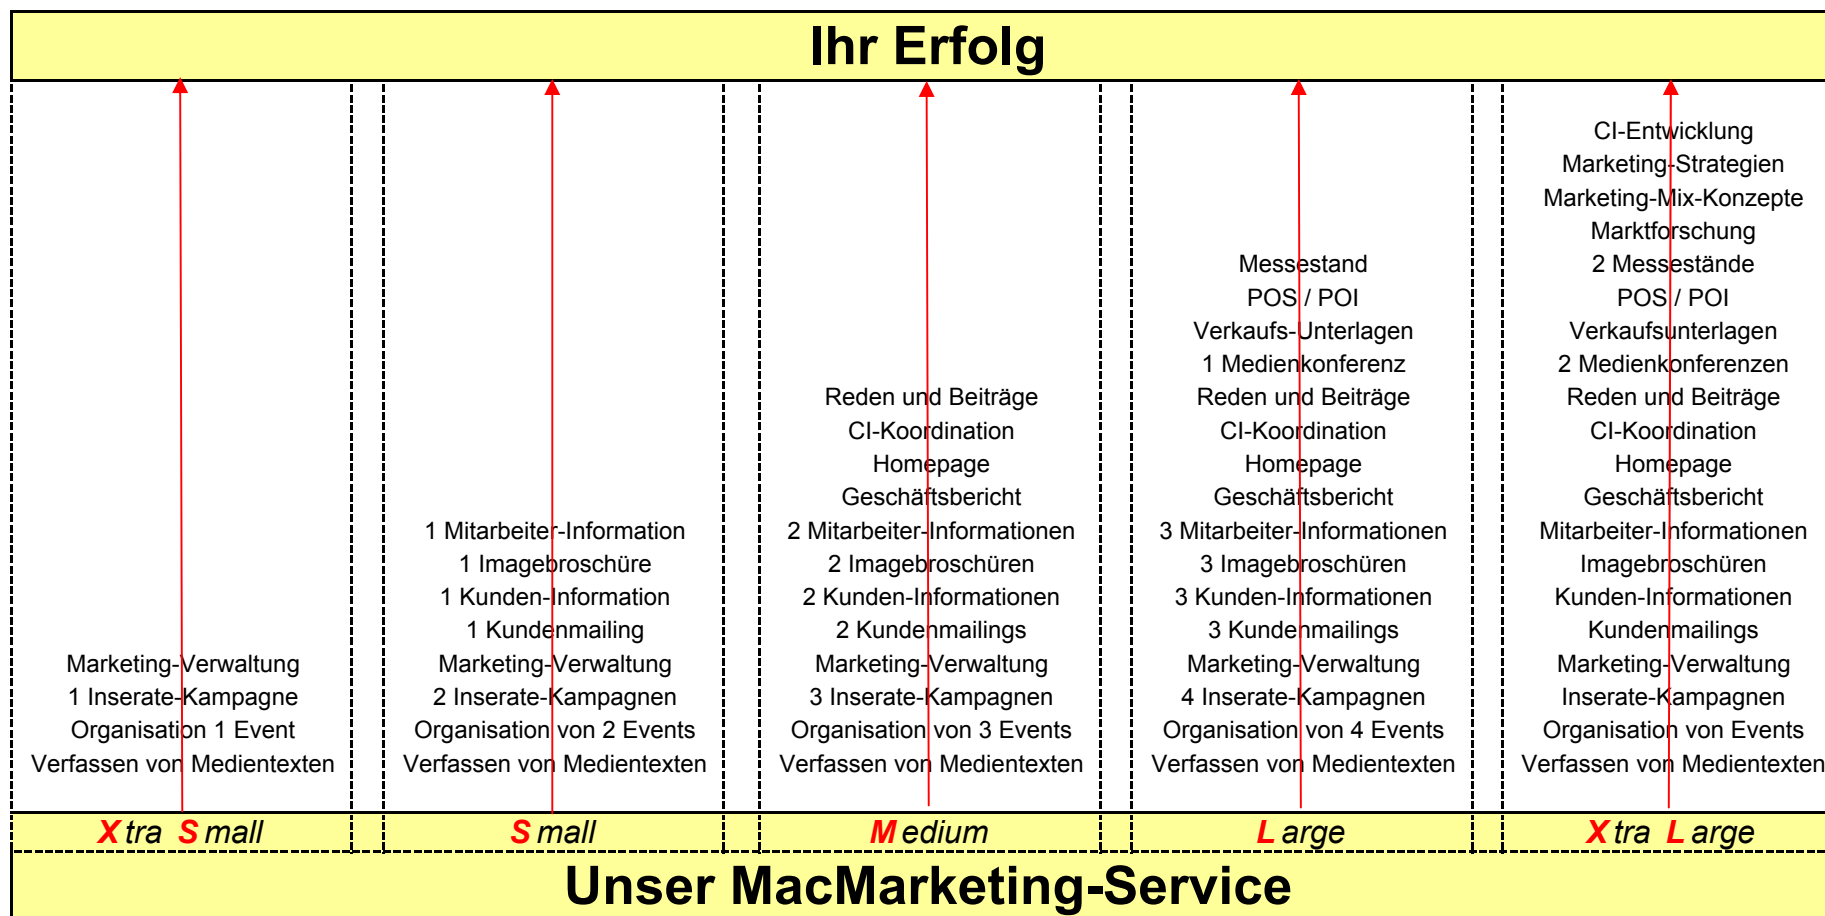 Ihr Erfolg
Marketing-Verwaltung
1 Inserate-Kampagne
Organisation 1 Event
Verfassen von Medientexten
Xtra Small
1 Mitarbeiter-Information
1 Imagebroschüre
1 Kunden-Information
1 Kundenmailing
Marketing-Verwaltung
2 Inserate-Kampagnen
Organisation von 2 Events
Verfassen von Medientexten
Small
Reden und Beiträge
CI-Koordination
Homepage
Geschäftsbericht
2 Mitarbeiter-Informationen
2 Imagebroschüren
2 Kunden-Informationen
2 Kundenmailings
Marketing-Verwaltung
3 Inserate-Kampagnen
Organisation von 3 Events
Verfassen von Medientexten
Medium
Messestand
POS / POI
Verkaufs-Unterlagen
1 Medienkonferenz
Reden und Beiträge
CI-Koordination
Homepage
Geschäftsbericht
3 Mitarbeiter-Informationen
3 Imagebroschüren
3 Kunden-Informationen
3 Kundenmailings
Marketing-Verwaltung
4 Inserate-Kampagnen
Organisation von 4 Events
Verfassen von Medientexten
Large
CI-Entwicklung
Marketing-Strategien
Marketing-Mix-Konzepte
Marktforschung
2 Messestände
POS / POI
Verkaufsunterlagen
2 Medienkonferenzen
Reden und Beiträge
CI-Koordination
Homepage
Geschäftsbericht
Mitarbeiter-Informationen
Imagebroschüren
Kunden-Informationen
Kundenmailings
Marketing-Verwaltung
Inserate-Kampagnen
Organisation von Events
Verfassen von Medientexten
Xtra Large
Unser MacMarketing-Service